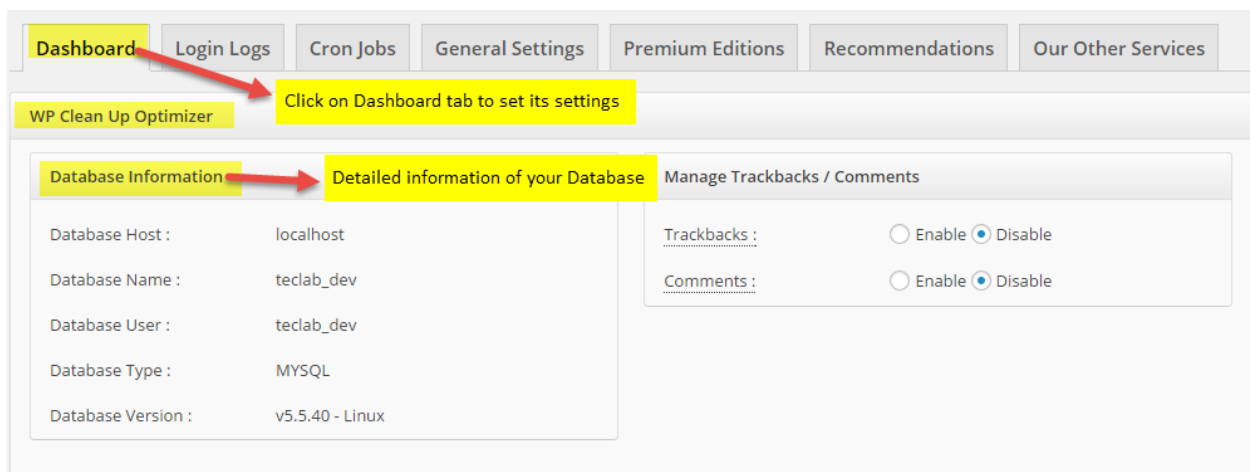 Dashboard Login Logs Cron Jobs General Settings Premium Editions Recommendations Our Other Services
Click on Dashboard tab to set its settings
WP Clean Up Optimizer
Database Information
Detailed information of your Database
Database Host : localhost
Database Name : teclab_dev
Database User : teclab_dev
Database Type : MYSQL
Database Version : v5.5.40 - Linux
Manage Trackbacks / Comments
Trackbacks : Enable Disable
Comments : Enable Disable